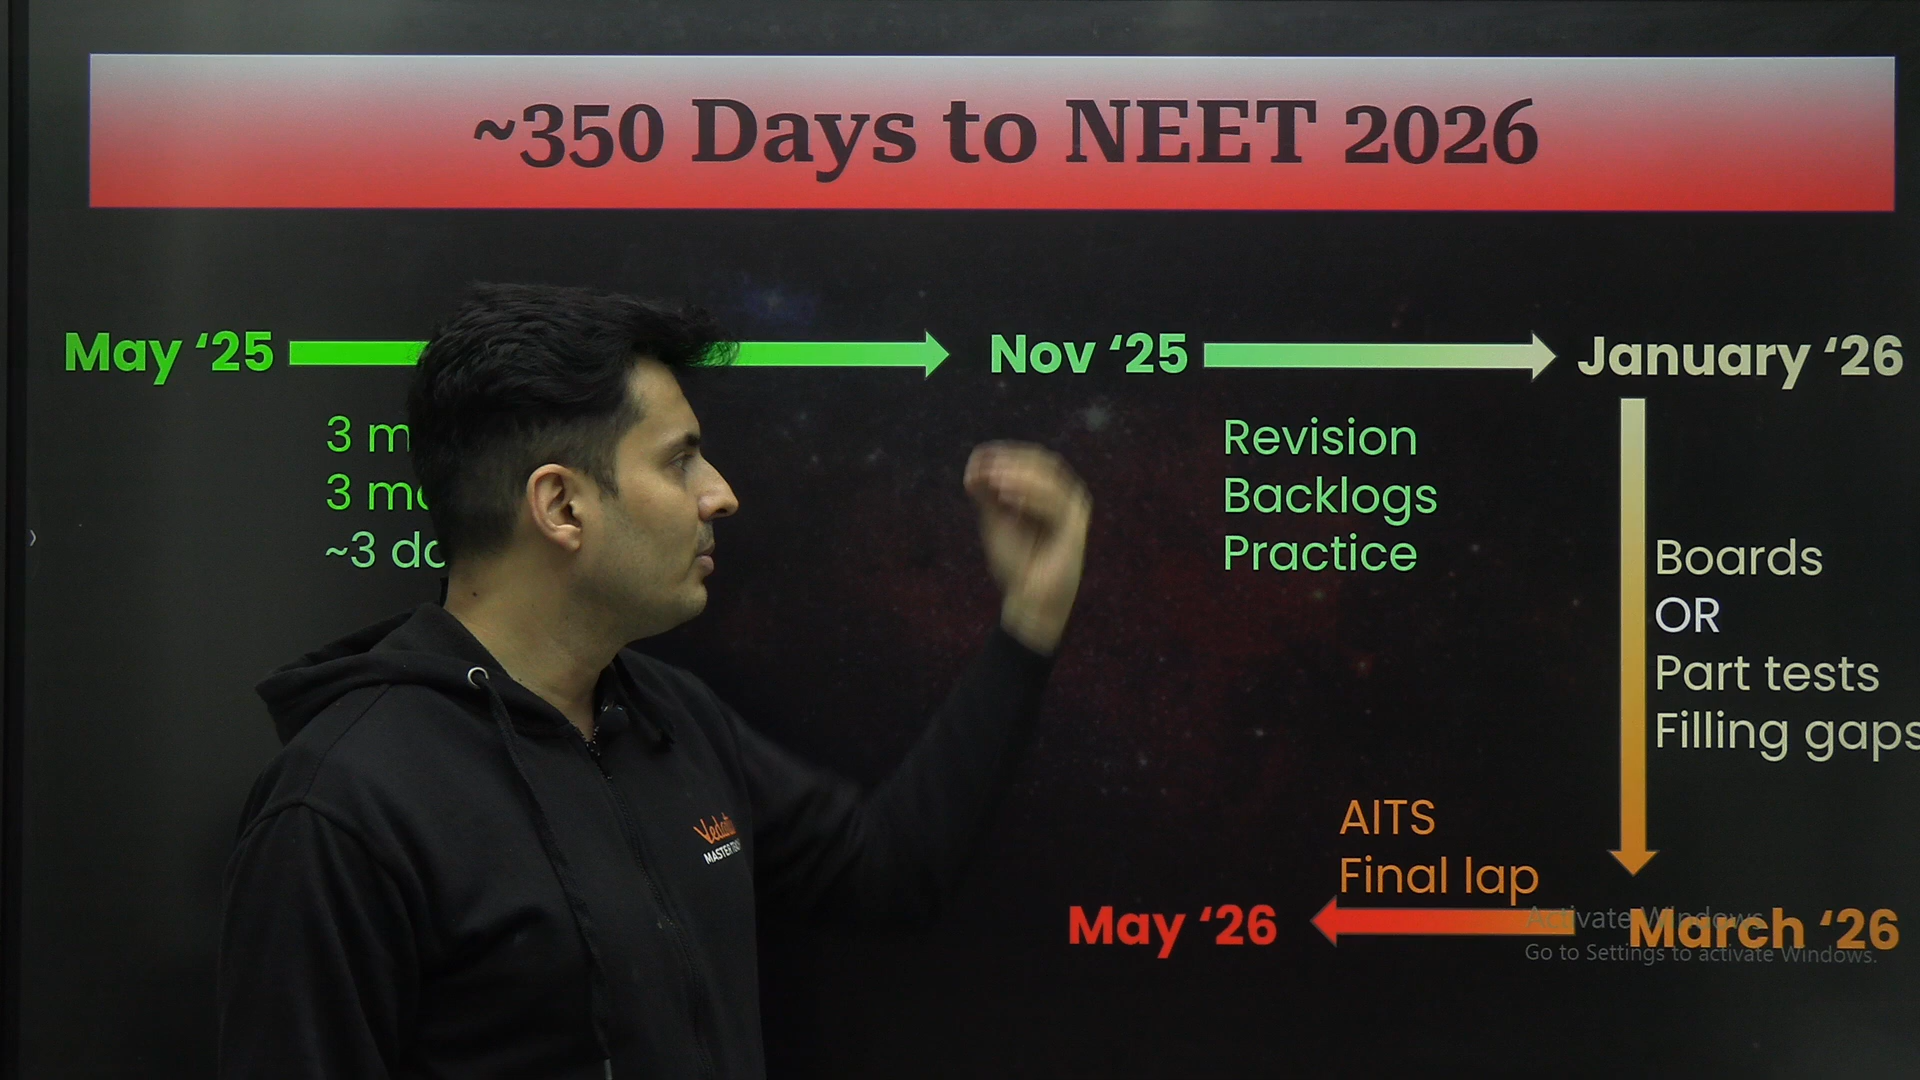 ~350 Days to NEET 2026
May ‘25
Nov ‘25
January ‘26
3
3
~3
Revision
Backlogs
Practice
Boards
OR
Part tests
Filling gaps
AITS
Final lap
May ‘26
March ‘26
Activate Windows
Go to Settings to activate Windows.
MASTER